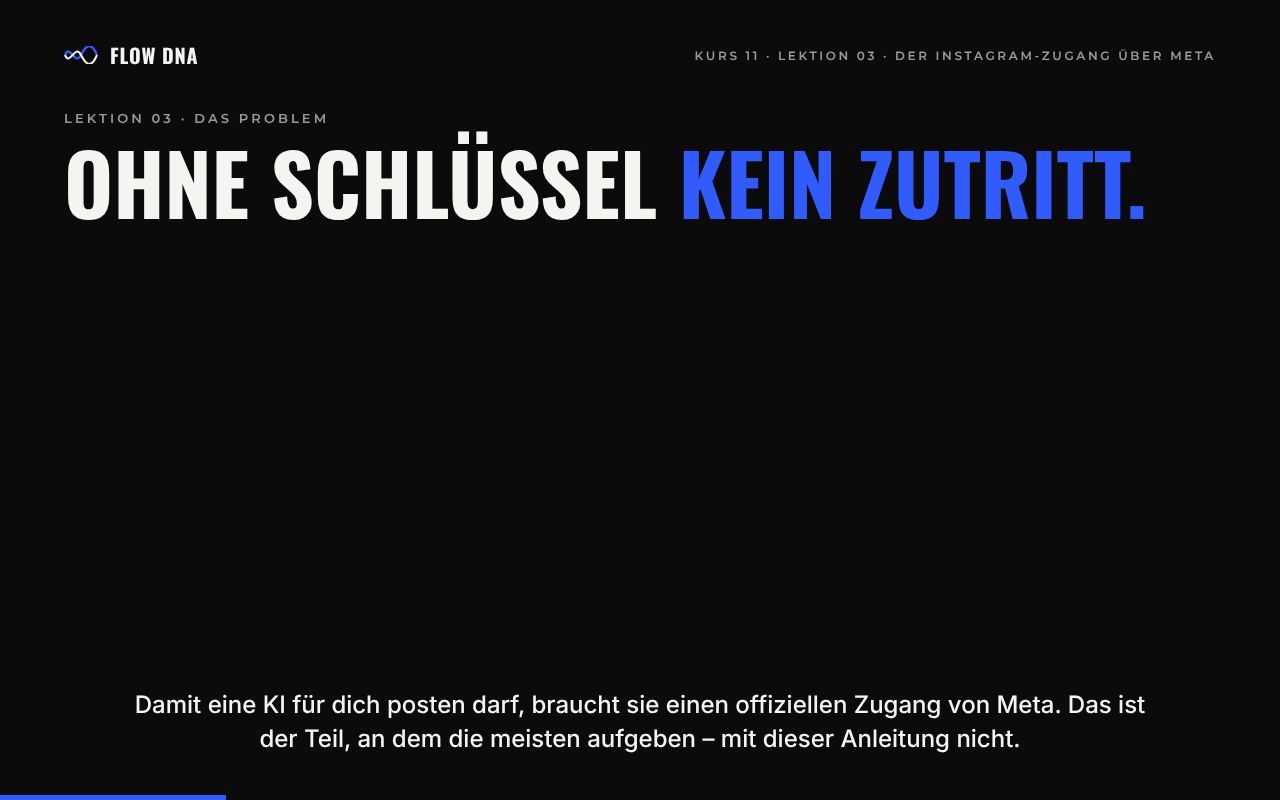 FLOW DNA
KURS 11 · LEKTION 03 · DER INSTAGRAM-ZUGANG ÜBER META
LEKTION 03 · DAS PROBLEM
OHNE SCHLÜSSEL KEIN ZUTRITT.
Damit eine KI für dich posten darf, braucht sie einen offiziellen Zugang von Meta. Das ist
der Teil, an dem die meisten aufgeben – mit dieser Anleitung nicht.